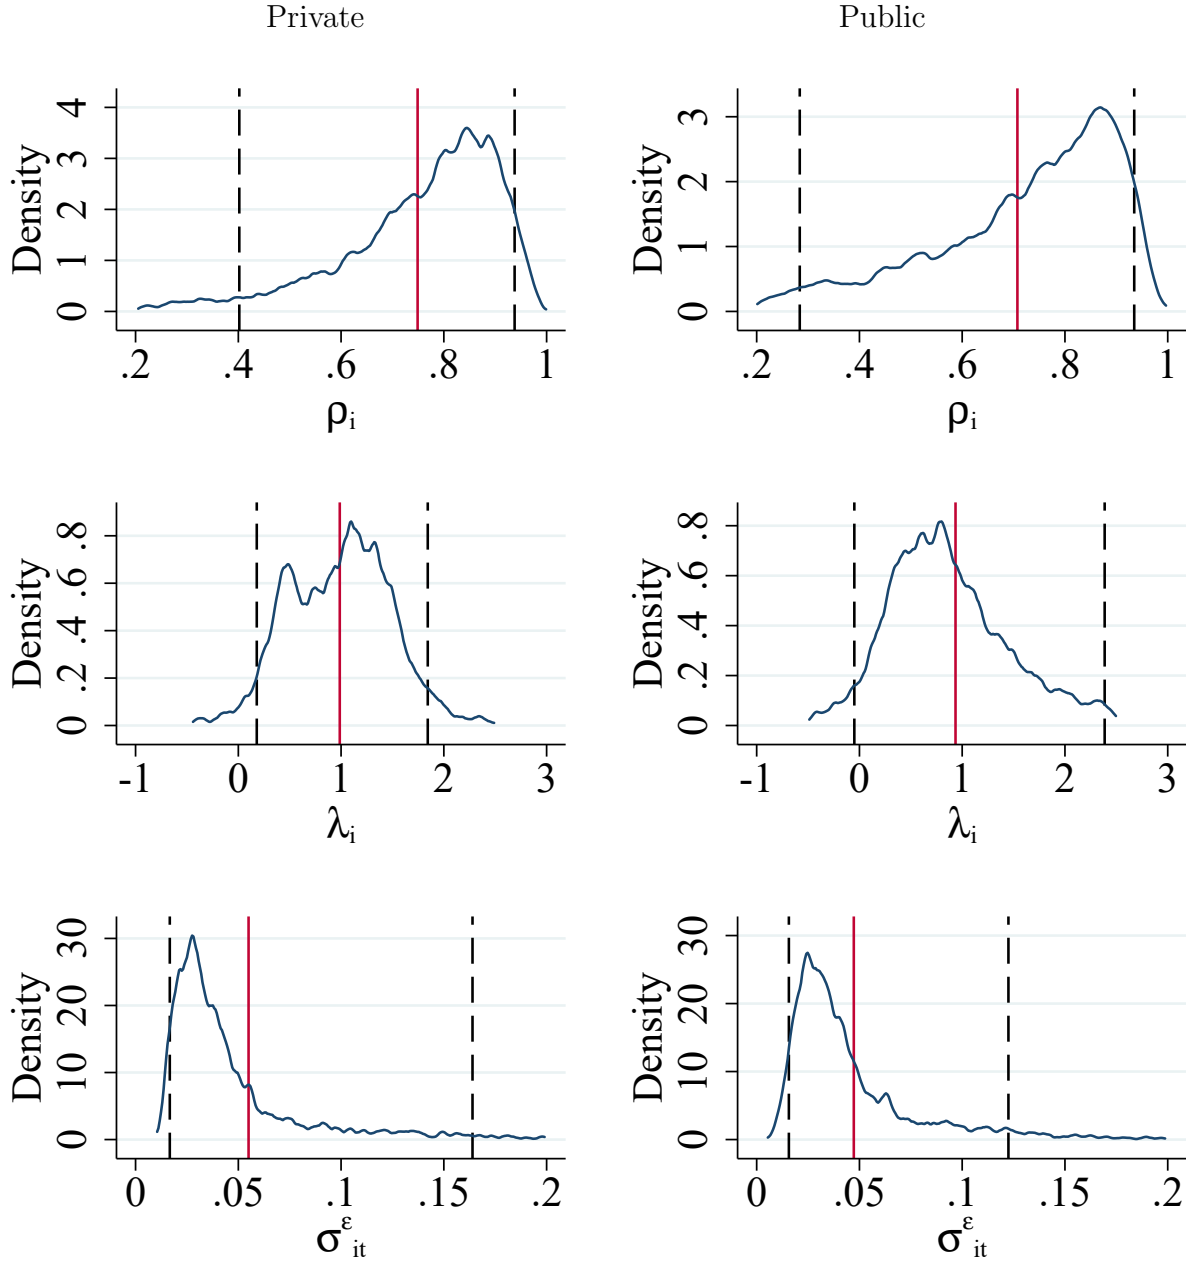 Private
Public
Density
0 1 2 3 4
.2 .4 .6 .8 1
ρi
Density
0 1 2 3
.2 .4 .6 .8 1
ρi
Density
0 .2 .4 .6 .8
-1 0 1 2 3
λi
Density
0 .2 .4 .6 .8
-1 0 1 2 3
λi
Density
0 10 20 30
0 .05 .1 .15 .2
σεit
Density
0 10 20 30
0 .05 .1 .15 .2
σεit